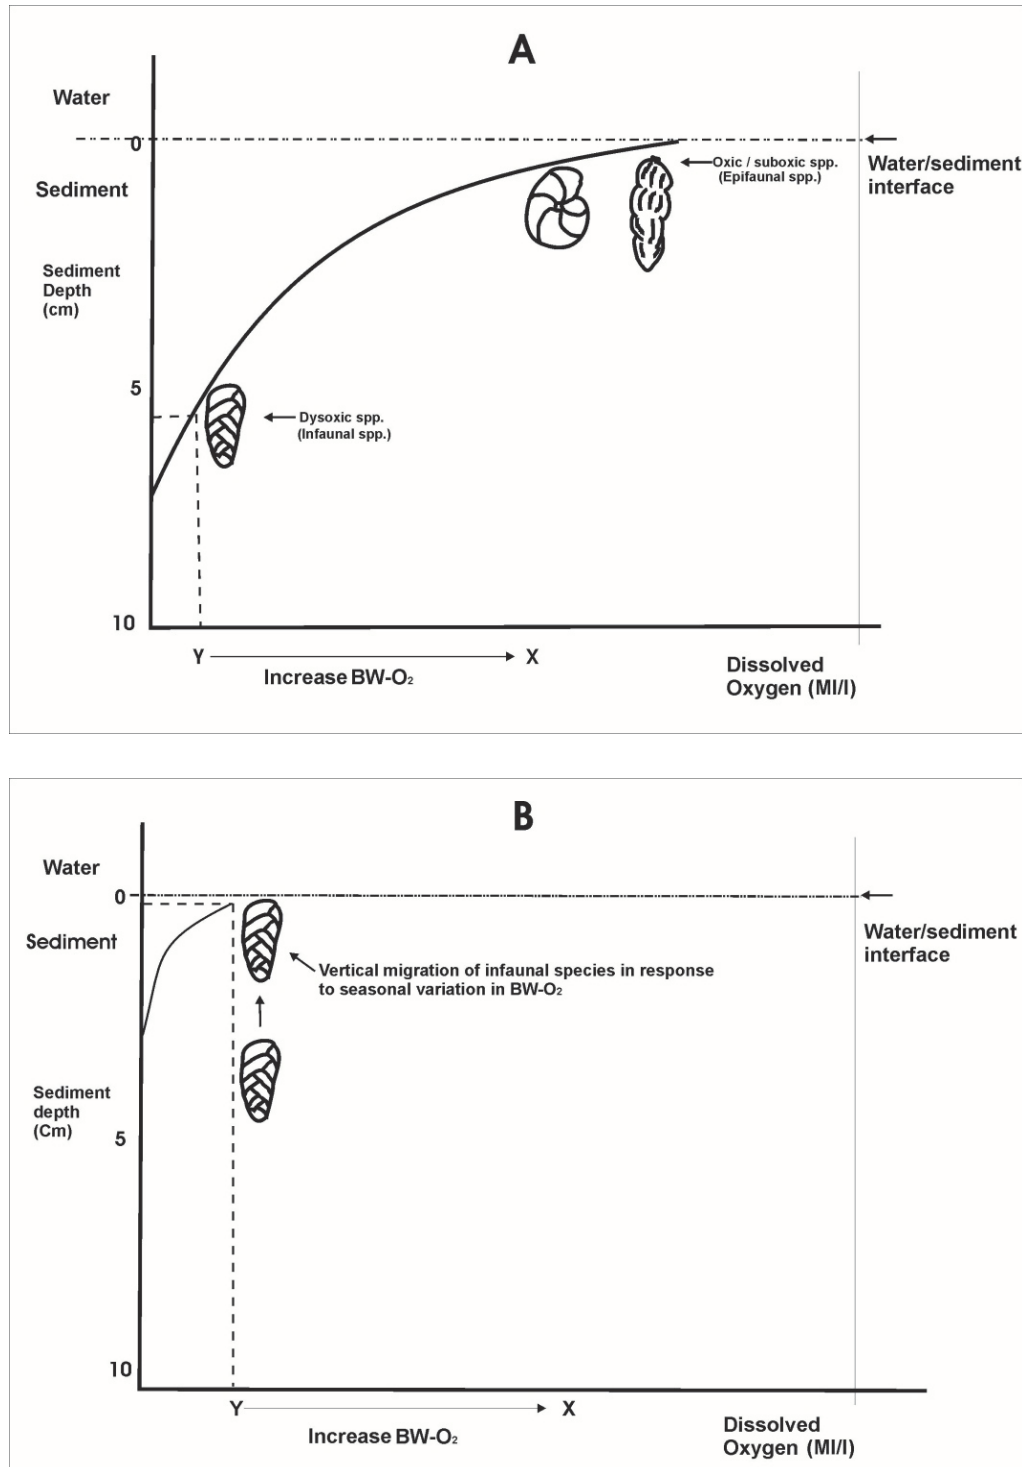 A
Water
0
Oxic / suboxic spp.
(Epifaunal spp.)
Water/sediment
interface
Sediment
Sediment
Depth
(cm)
5
Dysoxic spp.
(Infaunal spp.)
10
Y
X
Increase BW-O₂
Dissolved
Oxygen (Ml/l)
B
Water
0
Water/sediment
interface
Sediment
Vertical migration of infaunal species in response
to seasonal variation in BW-O₂
Sediment
depth
(Cm)
5
10
Y
X
Increase BW-O₂
Dissolved
Oxygen (Ml/l)